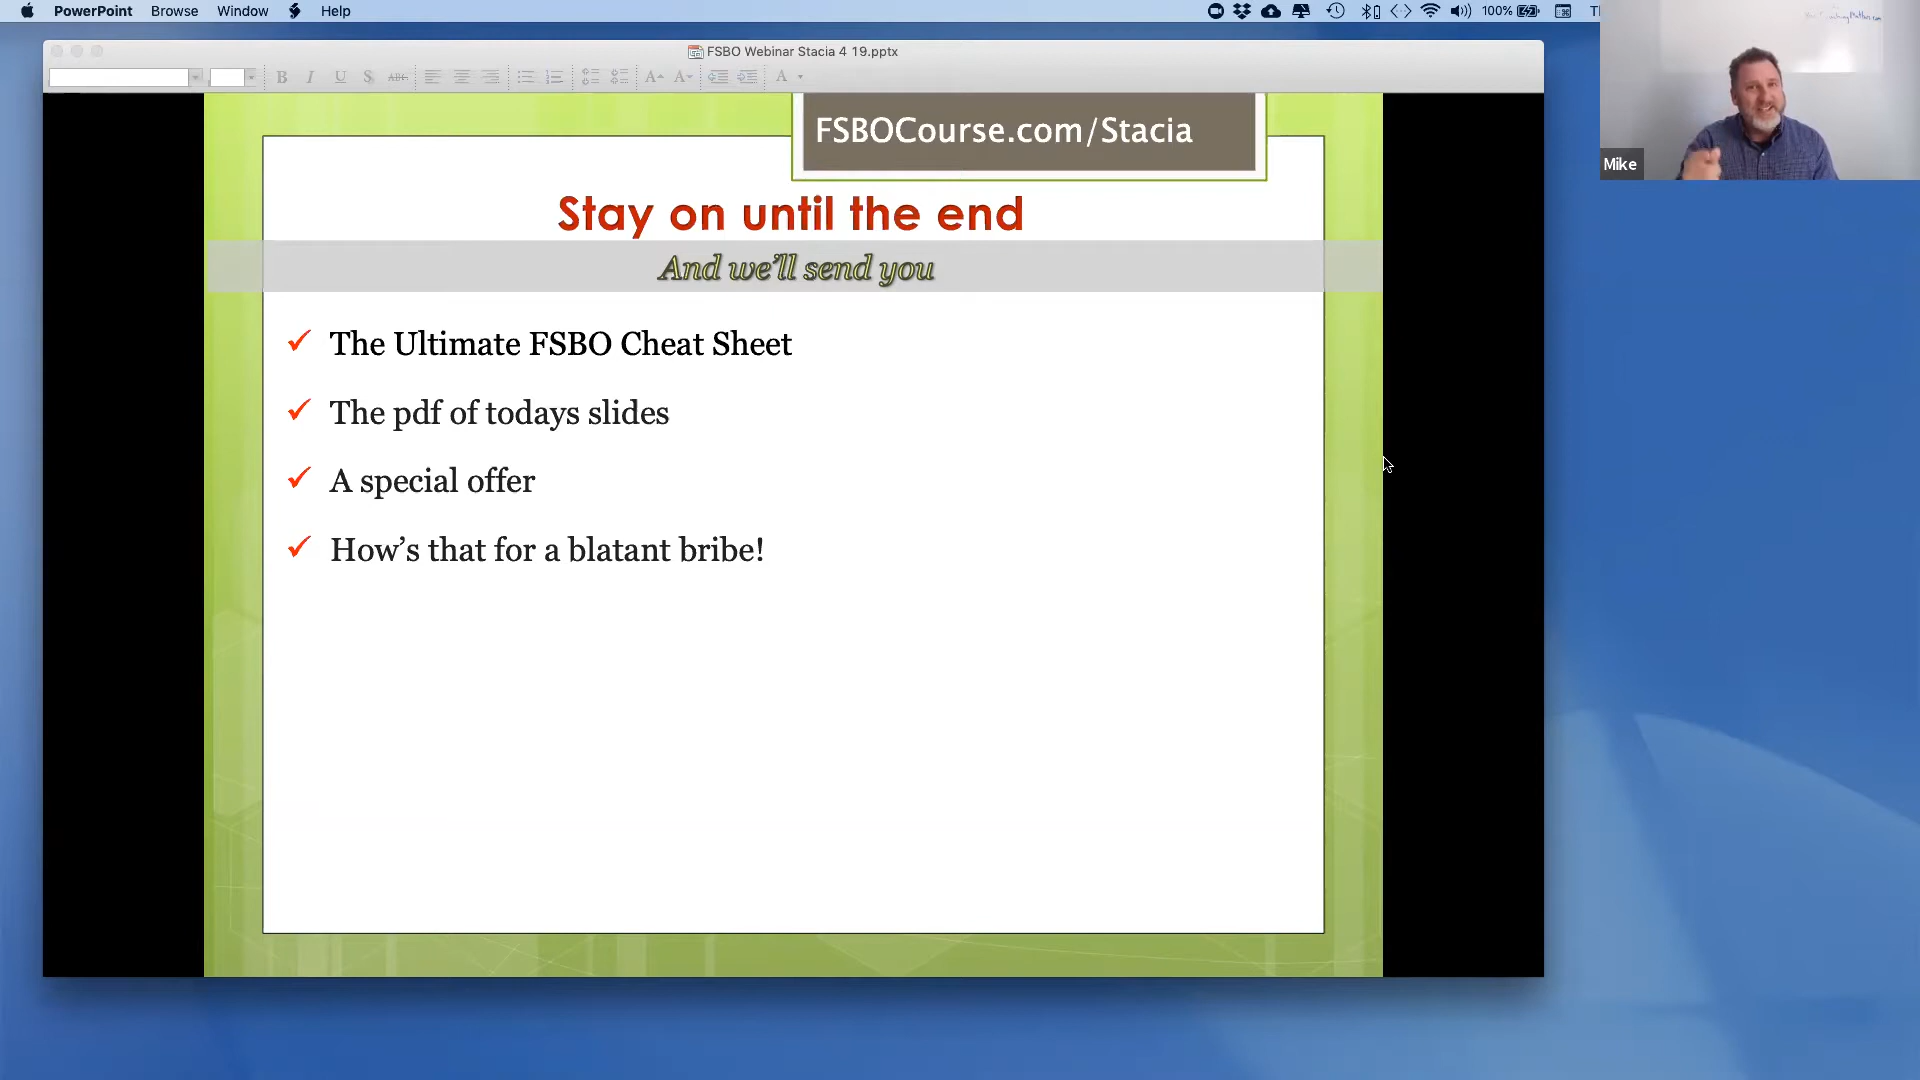 PowerPoint Browse Window Help 100%
FSBO Webinar Stacia 4 19.pptx
B I U S ABC A A A
FSBOCourse.com/Stacia
Mike
Stay on until the end
And we'll send you
The Ultimate FSBO Cheat Sheet
The pdf of todays slides
A special offer
How's that for a blatant bribe!